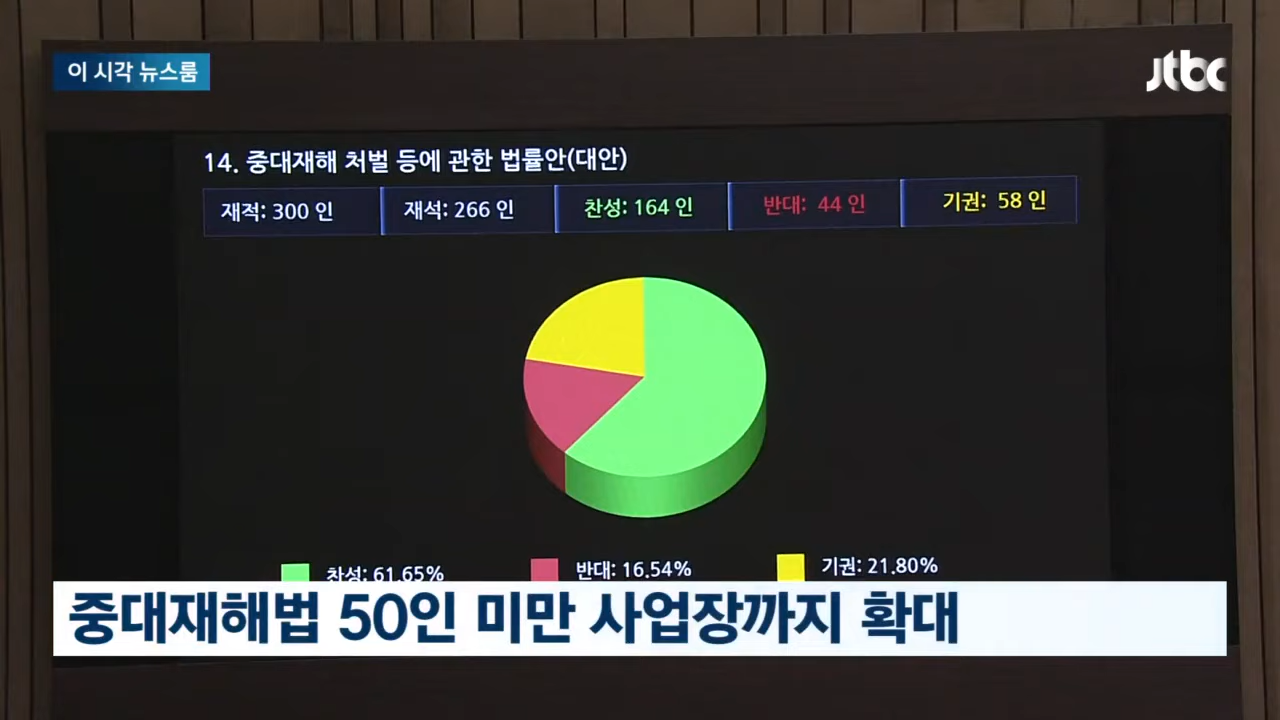 이 시각 뉴스룸
jtbc
14. 중대재해 처벌 등에 관한 법률안(대안)
재적: 300 인 재석: 266 인 찬성: 164 인 반대: 44 인 기권: 58 인
찬성: 61.65% 반대: 16.54% 기권: 21.80%
중대재해법 50인 미만 사업장까지 확대